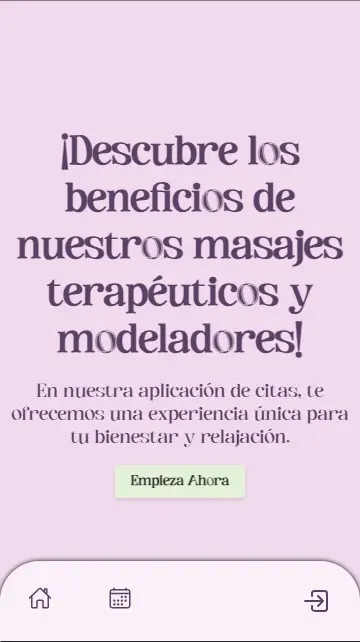 ¡Descubre los
beneficios de
nuestros masajes
terapéuticos y
modeladores!
En nuestra aplicación de citas, te
ofrecemos una experiencia única para
tu bienestar y relajación.
Empieza Ahora